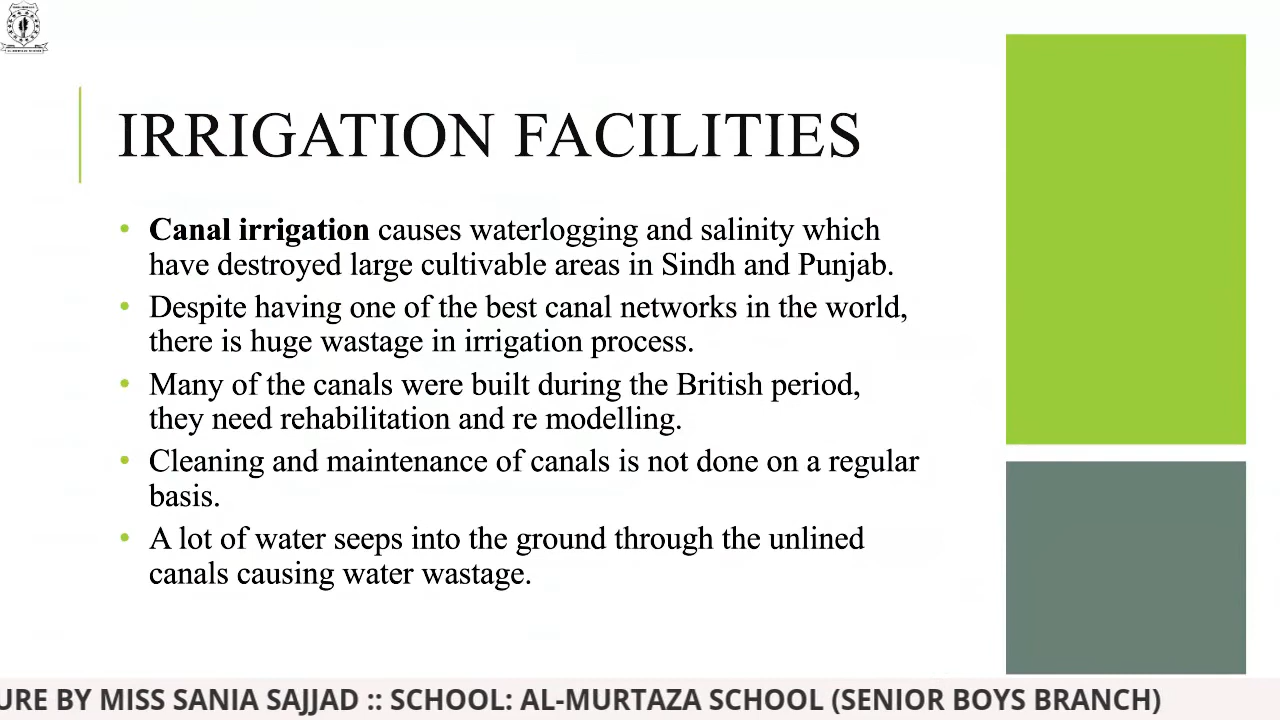 IRRIGATION FACILITIES
• Canal irrigation causes waterlogging and salinity which
have destroyed large cultivable areas in Sindh and Punjab.
• Despite having one of the best canal networks in the world,
there is huge wastage in irrigation process.
• Many of the canals were built during the British period,
they need rehabilitation and re modelling.
• Cleaning and maintenance of canals is not done on a regular
basis.
• A lot of water seeps into the ground through the unlined
canals causing water wastage.
URE BY MISS SANIA SAJJAD :: SCHOOL: AL-MURTAZA SCHOOL (SENIOR BOYS BRANCH)